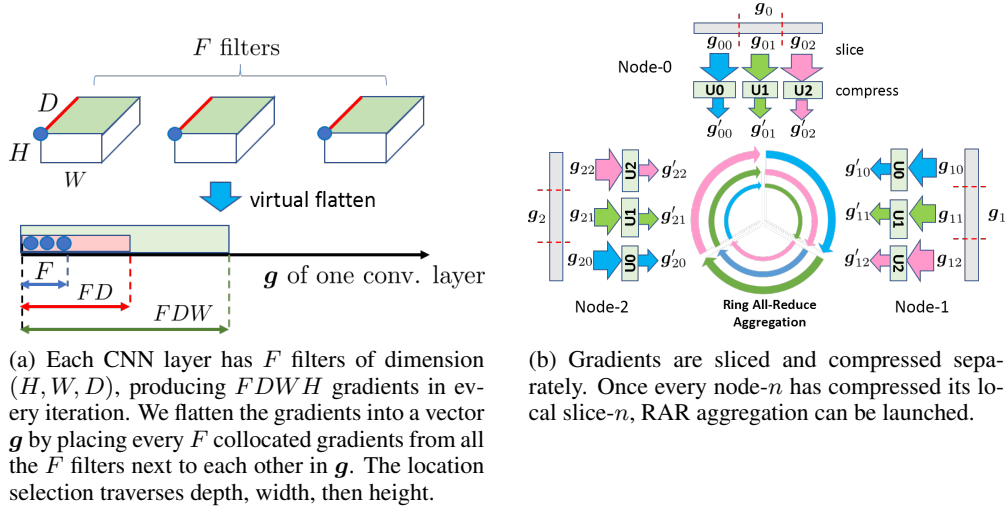 F filters
D
H
W
virtual flatten
F
g of one conv. layer
FD
FDW
(a) Each CNN layer has F filters of dimension
(H, W, D), producing FDWH gradients in ev-
ery iteration. We flatten the gradients into a vector
g by placing every F collocated gradients from all
the F filters next to each other in g. The location
selection traverses depth, width, then height.
g₀
g₀₀ g₀₁ g₀₂ slice
Node-0
U0 U1 U2 compress
g′₀₀ g′₀₁ g′₀₂
g₂
g₂₂ U2 g′₂₂
g₂₁ U1 g′₂₁
g₂₀ U0 g′₂₀
Node-2
g′₁₀ U0 g₁₀
g′₁₁ U1 g₁₁
g′₁₂ U2 g₁₂
g₁
Node-1
Ring All-Reduce
Aggregation
(b) Gradients are sliced and compressed sepa-
rately. Once every node-n has compressed its lo-
cal slice-n, RAR aggregation can be launched.